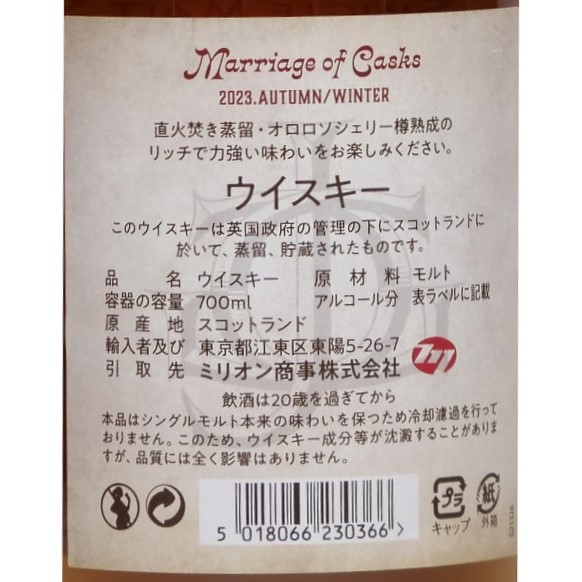 Marriage of Casks
2023.AUTUMN/WINTER
直火焚き蒸留・オロロソシェリー樽熟成の
リッチで力強い味わいをお楽しみください。
ウイスキー
このウイスキーは英国政府の管理の下にスコットランドに
於いて、蒸留、貯蔵されたものです。
品名 ウイスキー 原材料 モルト
容器の容量 700ml アルコール分 表ラベルに記載
原産地 スコットランド
輸入者及び 東京都江東区東陽5-26-7
引取先 ミリオン商事株式会社
飲酒は20歳を過ぎてから
本品はシングルモルト本来の味わいを保つため冷却濾過を行って
おりません。このため、ウイスキー成分等が沈澱することがありま
すが、品質には全く影響はありません。
プラ 紙
キャップ 外箱
5 018066 230366 >